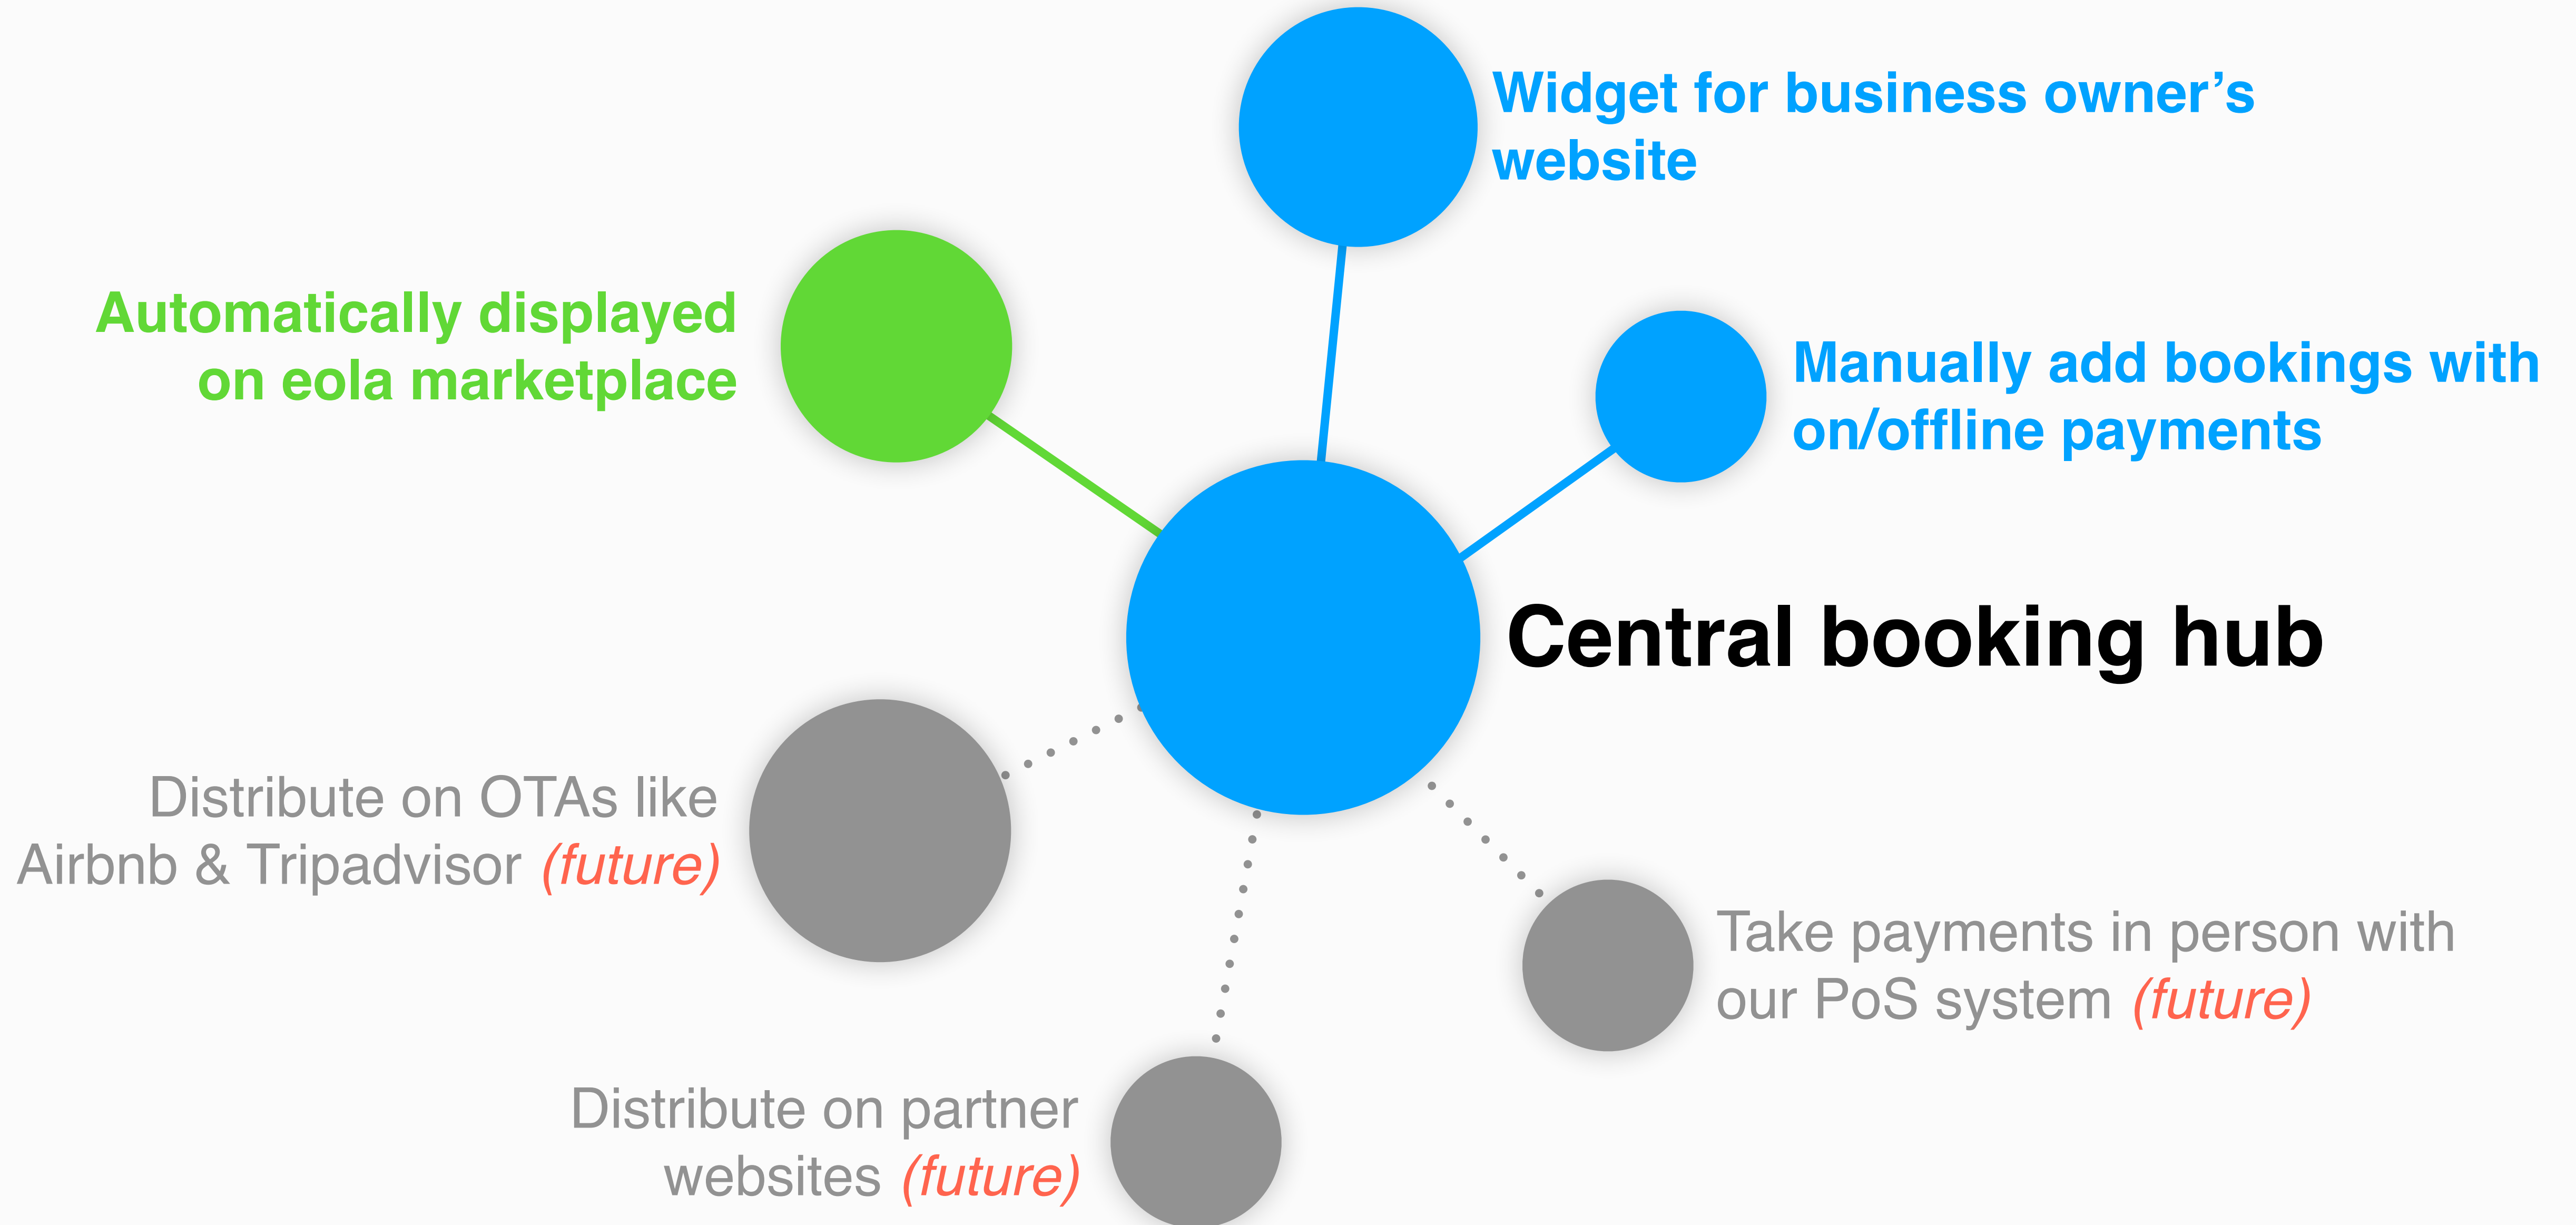 Widget for business owner’s
website
Automatically displayed
on eola marketplace
Manually add bookings with
on/offline payments
Central booking hub
Distribute on OTAs like
Airbnb & Tripadvisor (future)
Take payments in person with
our PoS system (future)
Distribute on partner
websites (future)